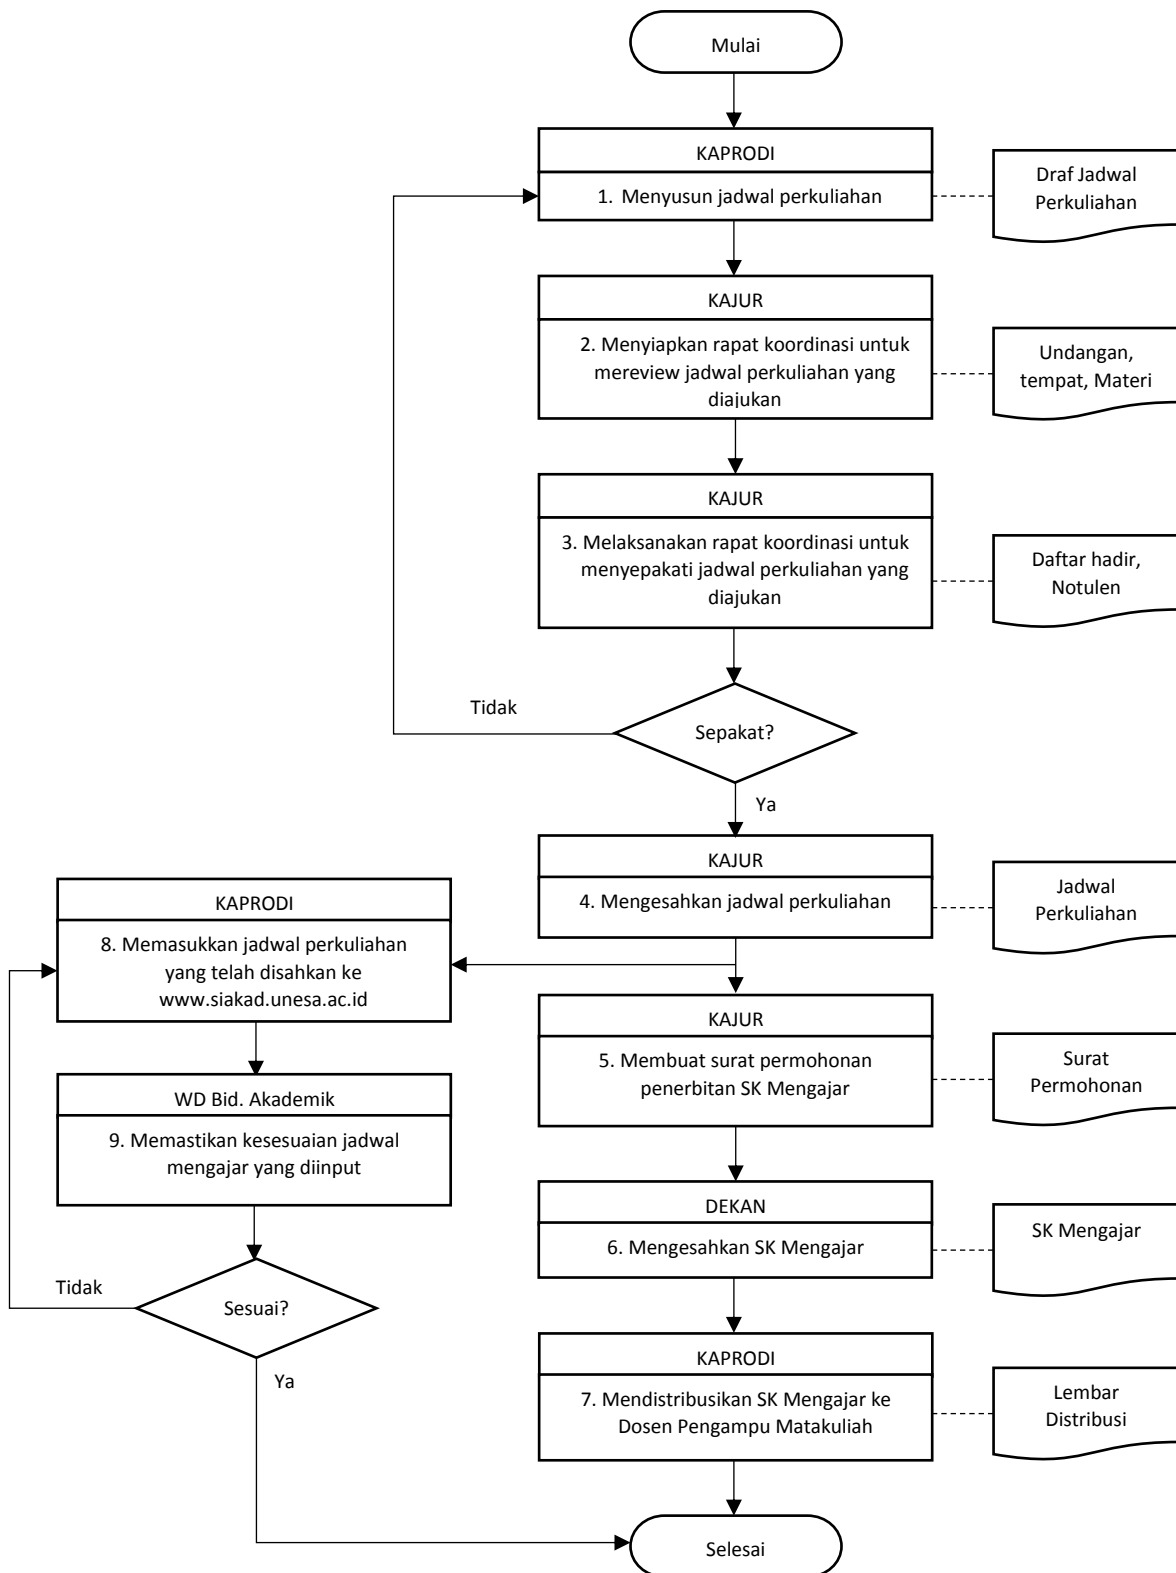 Mulai
KAPRODI
1. Menyusun jadwal perkuliahan
Draf Jadwal
Perkuliahan
KAJUR
2. Menyiapkan rapat koordinasi untuk
mereview jadwal perkuliahan yang
diajukan
Undangan,
tempat, Materi
KAJUR
3. Melaksanakan rapat koordinasi untuk
menyepakati jadwal perkuliahan yang
diajukan
Daftar hadir,
Notulen
Tidak
Sepakat?
Ya
KAJUR
4. Mengesahkan jadwal perkuliahan
Jadwal
Perkuliahan
KAPRODI
8. Memasukkan jadwal perkuliahan
yang telah disahkan ke
www.siakad.unesa.ac.id
KAJUR
5. Membuat surat permohonan
penerbitan SK Mengajar
Surat
Permohonan
WD Bid. Akademik
9. Memastikan kesesuaian jadwal
mengajar yang diinput
DEKAN
6. Mengesahkan SK Mengajar
SK Mengajar
Tidak
Sesuai?
Ya
KAPRODI
7. Mendistribusikan SK Mengajar ke
Dosen Pengampu Matakuliah
Lembar
Distribusi
Selesai